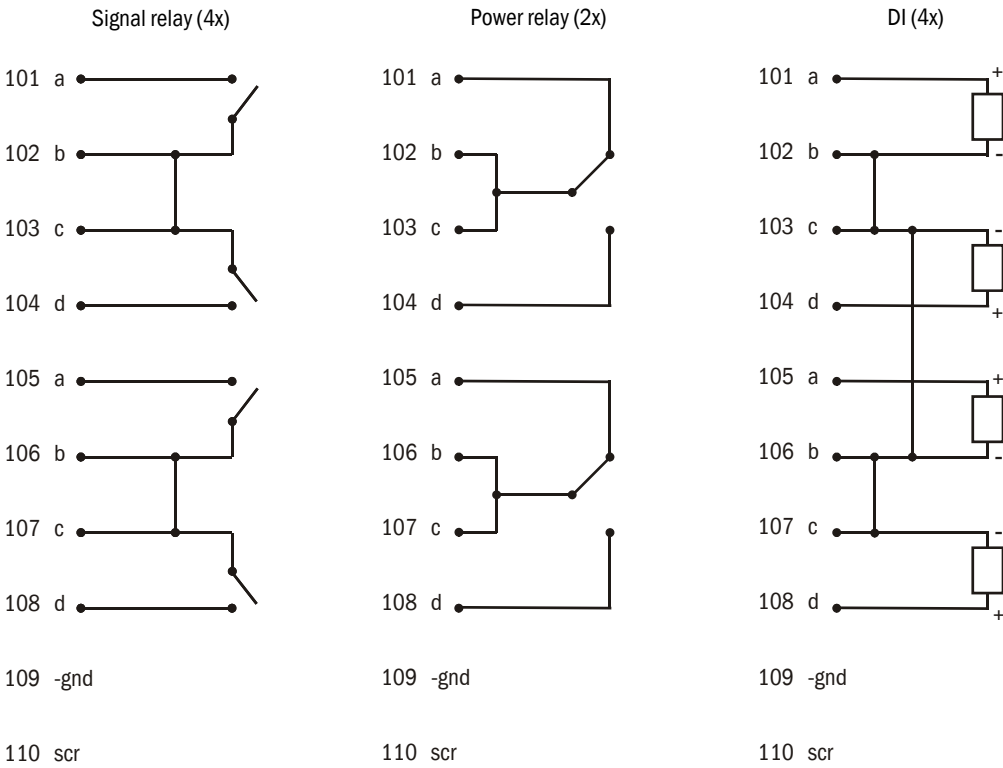 Signal relay (4x)
101 a
102 b
103 c
104 d
105 a
106 b
107 c
108 d
109 -gnd
110 scr
Power relay (2x)
101 a
102 b
103 c
104 d
105 a
106 b
107 c
108 d
109 -gnd
110 scr
DI (4x)
101 a
+
102 b
-
103 c
-
104 d
+
105 a
+
106 b
-
107 c
-
108 d
+
109 -gnd
110 scr